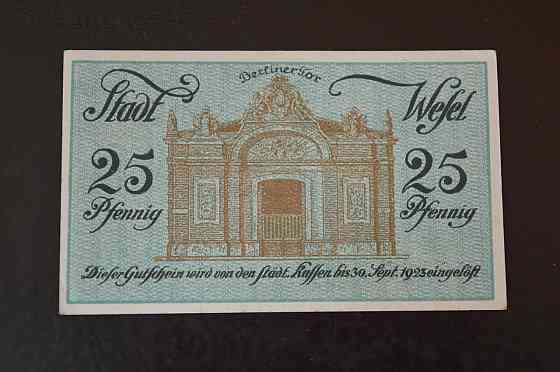 Berliner Tor
Stadt Wesel
25 25
Pfennig Pfennig
Dieser Gutschein wird von den städt. Kassen bis 30. Sept. 1923 eingelöst